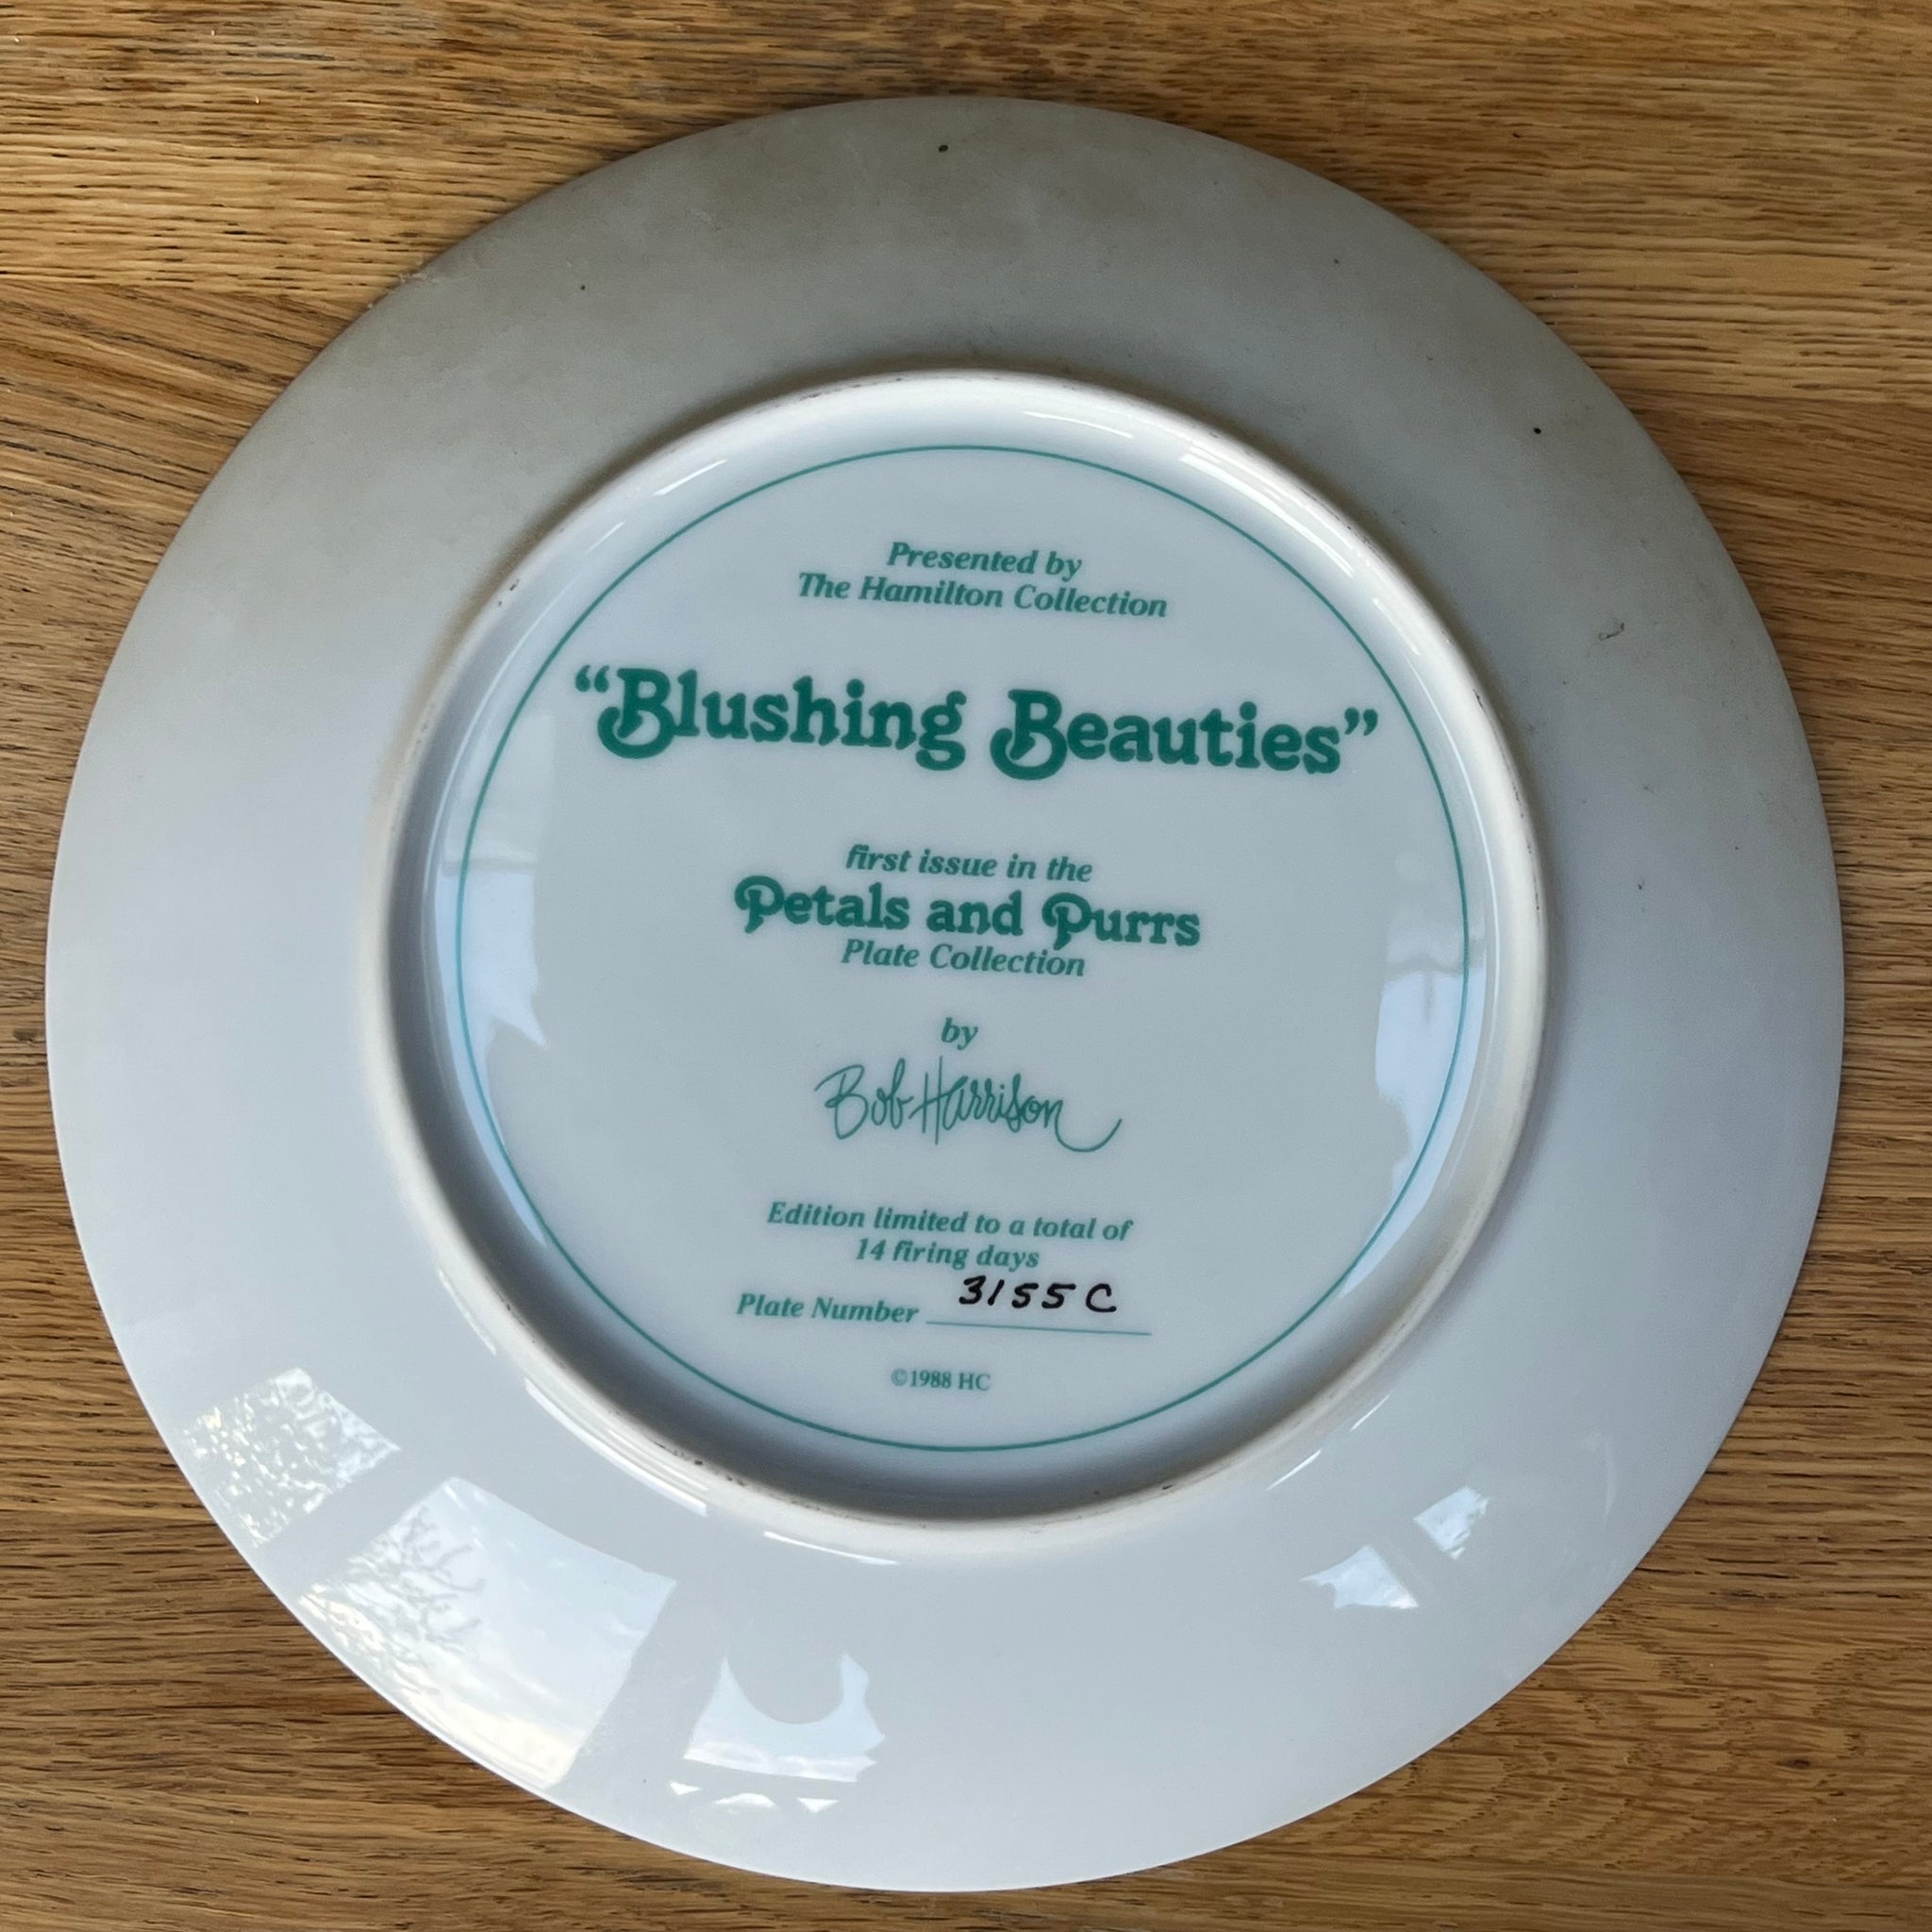 Presented by
The Hamilton Collection
“Blushing Beauties”
first issue in the
Petals and Purrs
Plate Collection
by
Bob Harrison
Edition limited to a total of
14 firing days
Plate Number 3155C
©1988 HC